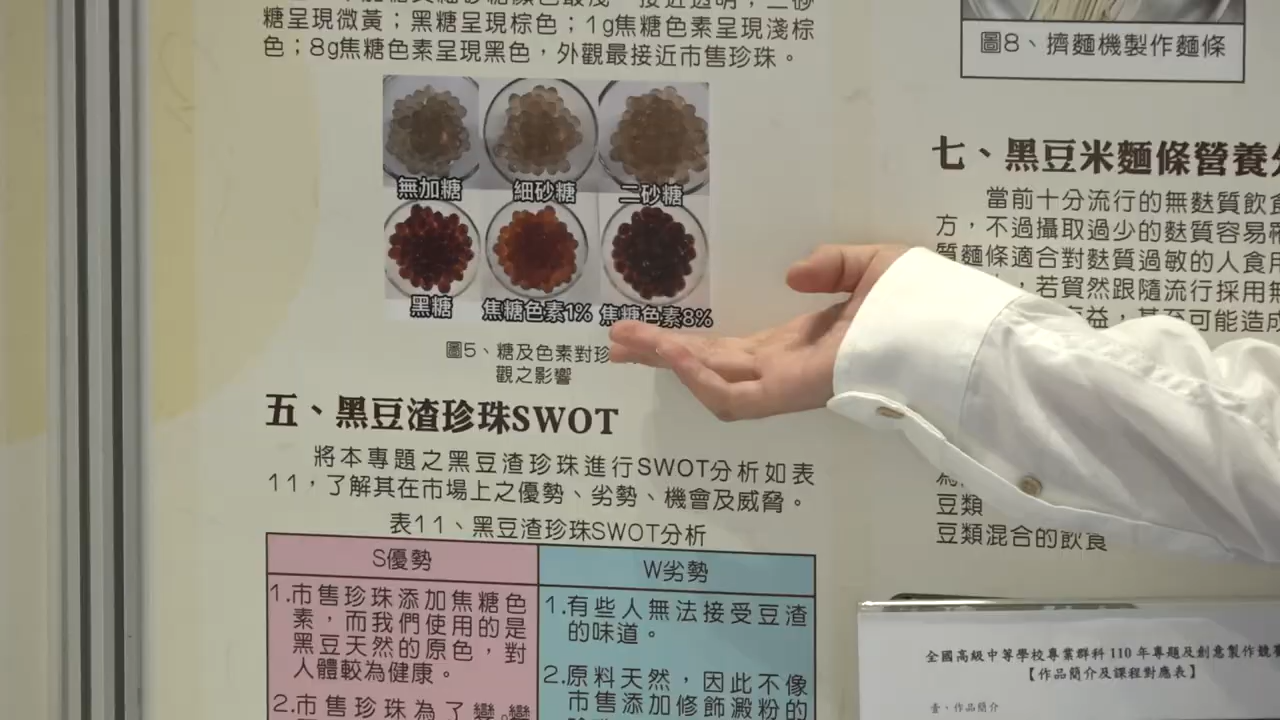 糖呈現微黃；黑糖呈現棕色；1g焦糖色素呈現淺棕
色；8g焦糖色素呈現黑色，外觀最接近市售珍珠。
無加糖
細砂糖
二砂糖
黑糖
焦糖色素1%
焦糖色素8%
圖5、糖及色素對珍
觀之影響
五、黑豆渣珍珠SWOT
將本專題之黑豆渣珍珠進行SWOT分析如表
11，了解其在市場上之優勢、劣勢、機會及威脅。
表11、黑豆渣珍珠SWOT分析
S優勢
1.市售珍珠添加焦糖色
素，而我們使用的是
黑豆天然的原色，對
人體較為健康。
2.市售珍珠為了
W劣勢
1.有些人無法接受豆渣
的味道。
2.原料天然，因此不像
市售添加修飾澱粉的
圖8、擠麵機製作麵條
七、黑豆米麵條營養
當前十分流行的無麩質飲食
方，不過攝取過少的麩質容易
質麵條適合對麩質過敏的人食用
，若貿然跟隨流行採用
益，甚至可能造成
豆類
豆類混合的飲食
全國高級中等學校專業群科 110 年專題及創意製作競賽
【作品簡介及課程對應表】
壹、作品簡介